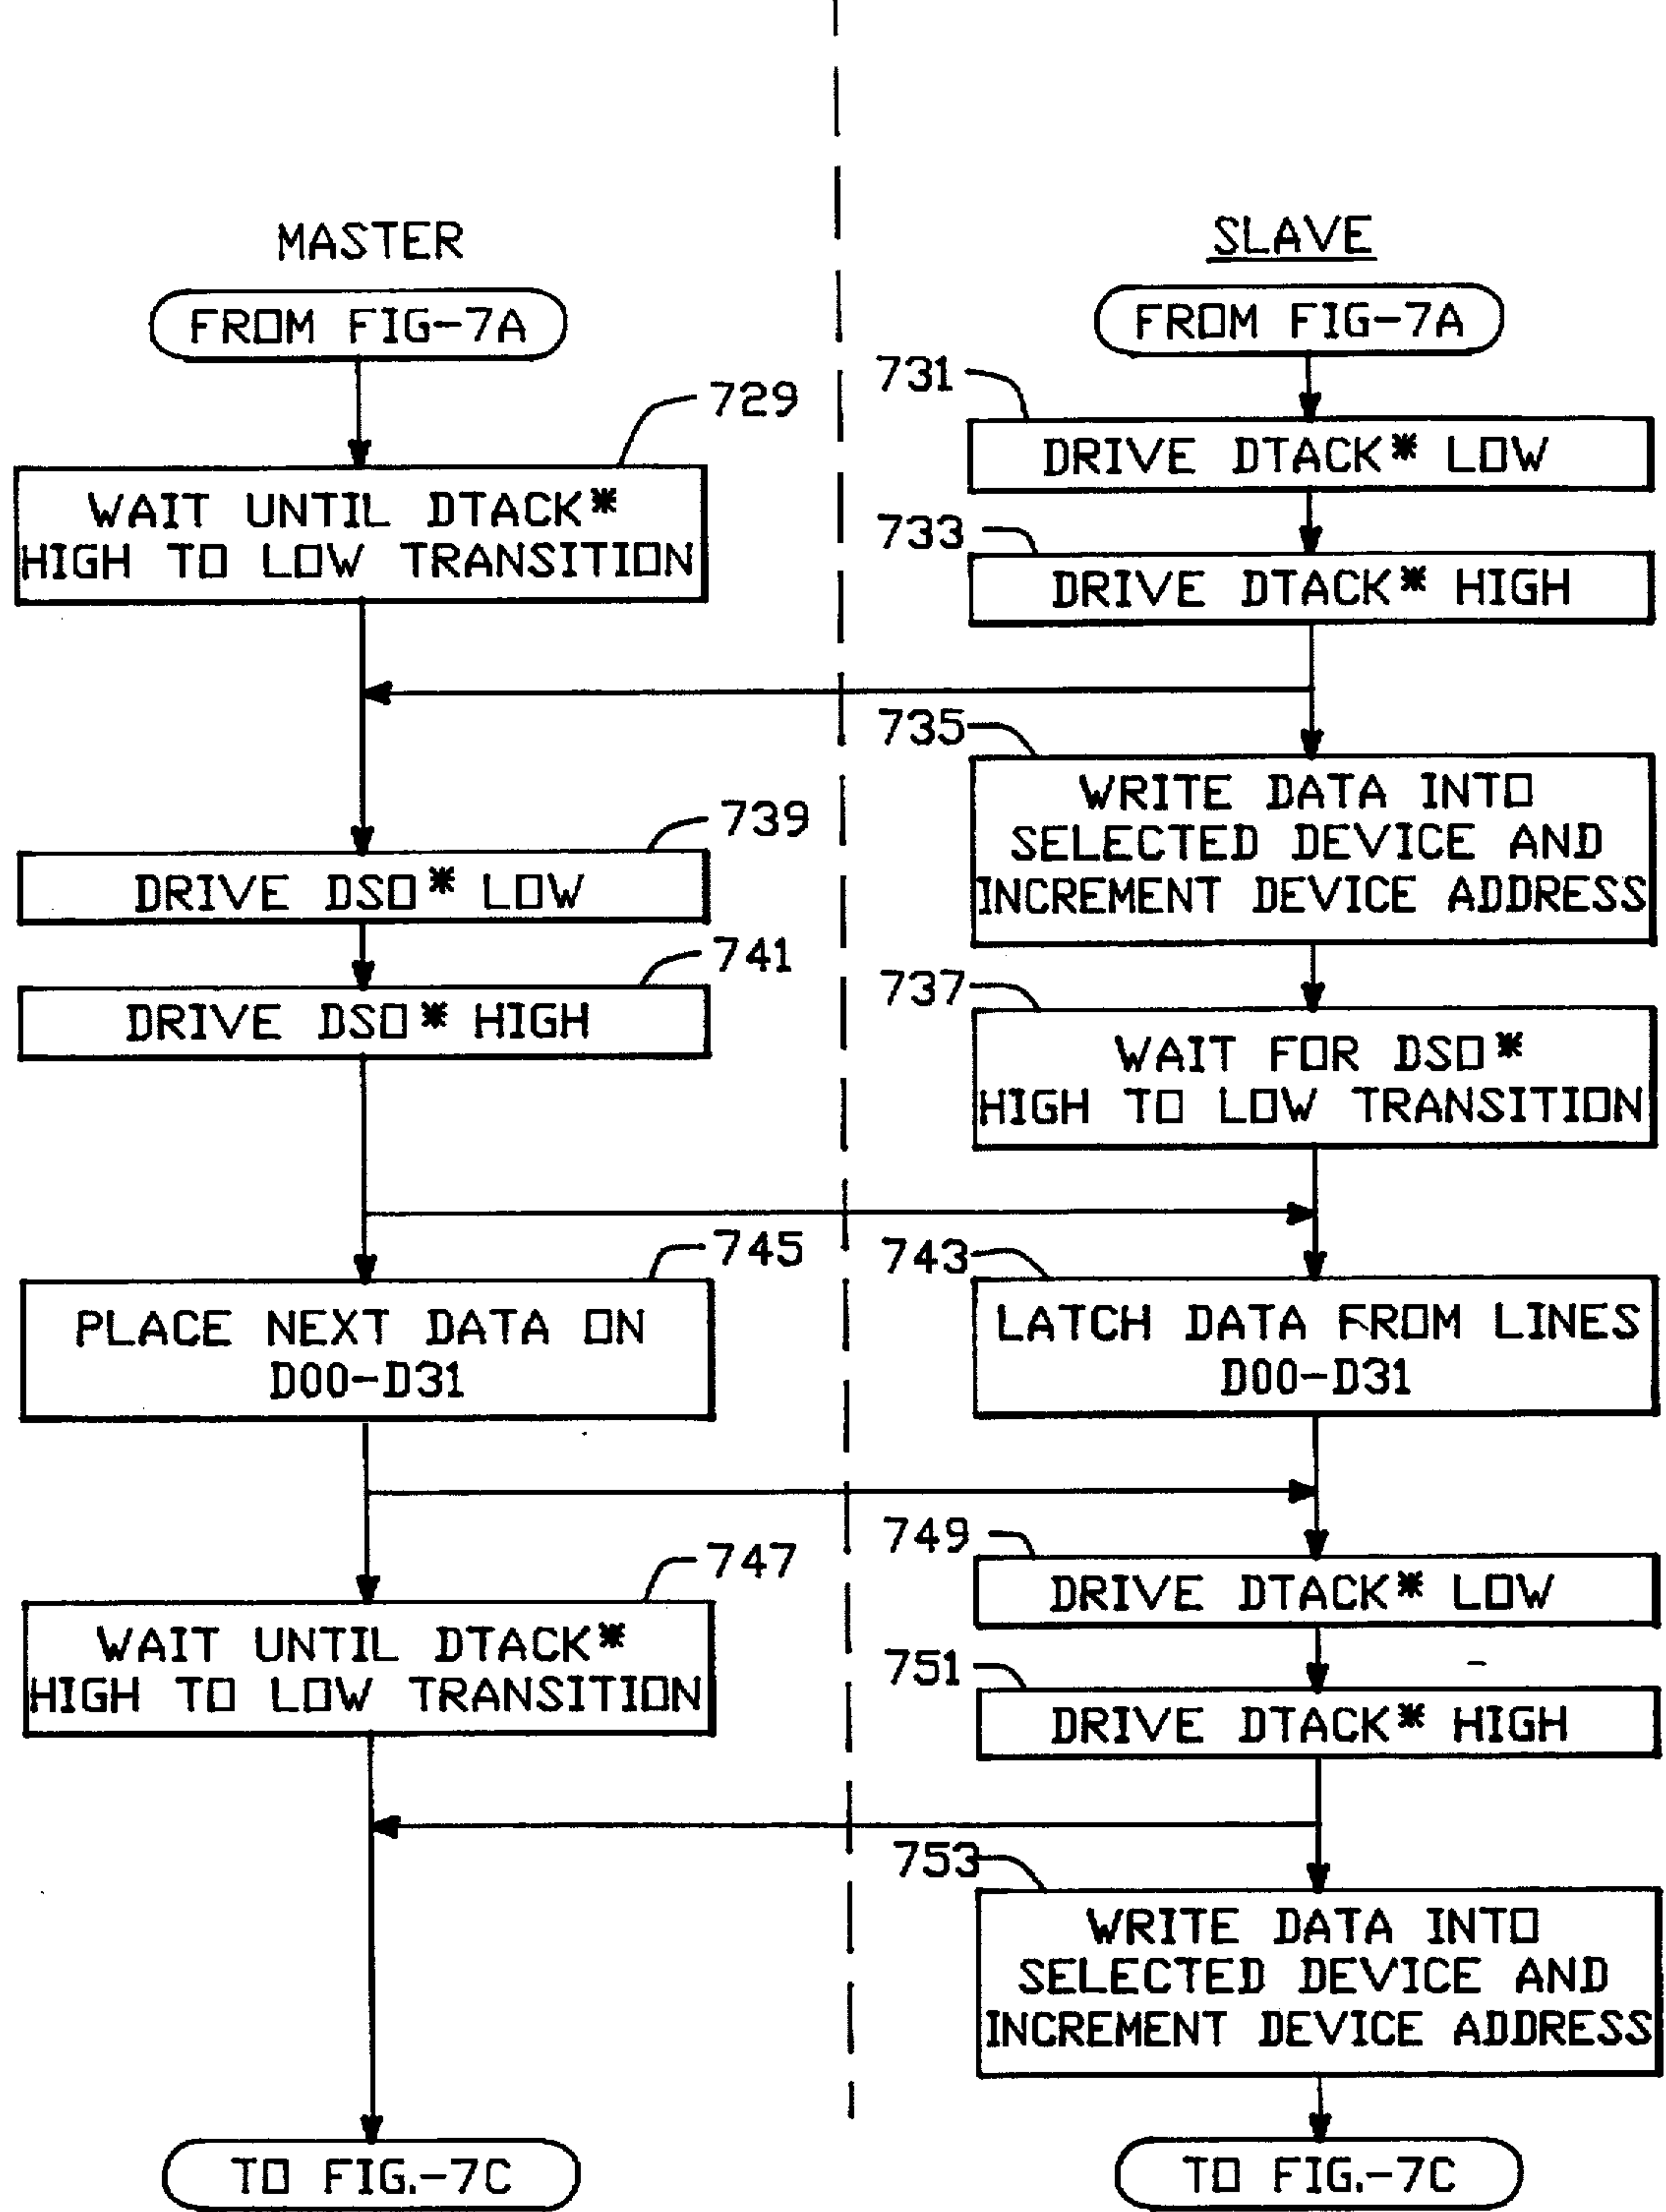 MASTER
FROM FIG-7A
729
WAIT UNTIL DTACK*
HIGH TO LOW TRANSITION
739
DRIVE DSO* LOW
741
DRIVE DSO* HIGH
745
PLACE NEXT DATA ON
D00-D31
747
WAIT UNTIL DTACK*
HIGH TO LOW TRANSITION
TO FIG.-7C
SLAVE
FROM FIG-7A
731
DRIVE DTACK* LOW
733
DRIVE DTACK* HIGH
735
WRITE DATA INTO
SELECTED DEVICE AND
INCREMENT DEVICE ADDRESS
737
WAIT FOR DSO*
HIGH TO LOW TRANSITION
743
LATCH DATA FROM LINES
D00-D31
749
DRIVE DTACK* LOW
751
DRIVE DTACK* HIGH
753
WRITE DATA INTO
SELECTED DEVICE AND
INCREMENT DEVICE ADDRESS
TO FIG.-7C